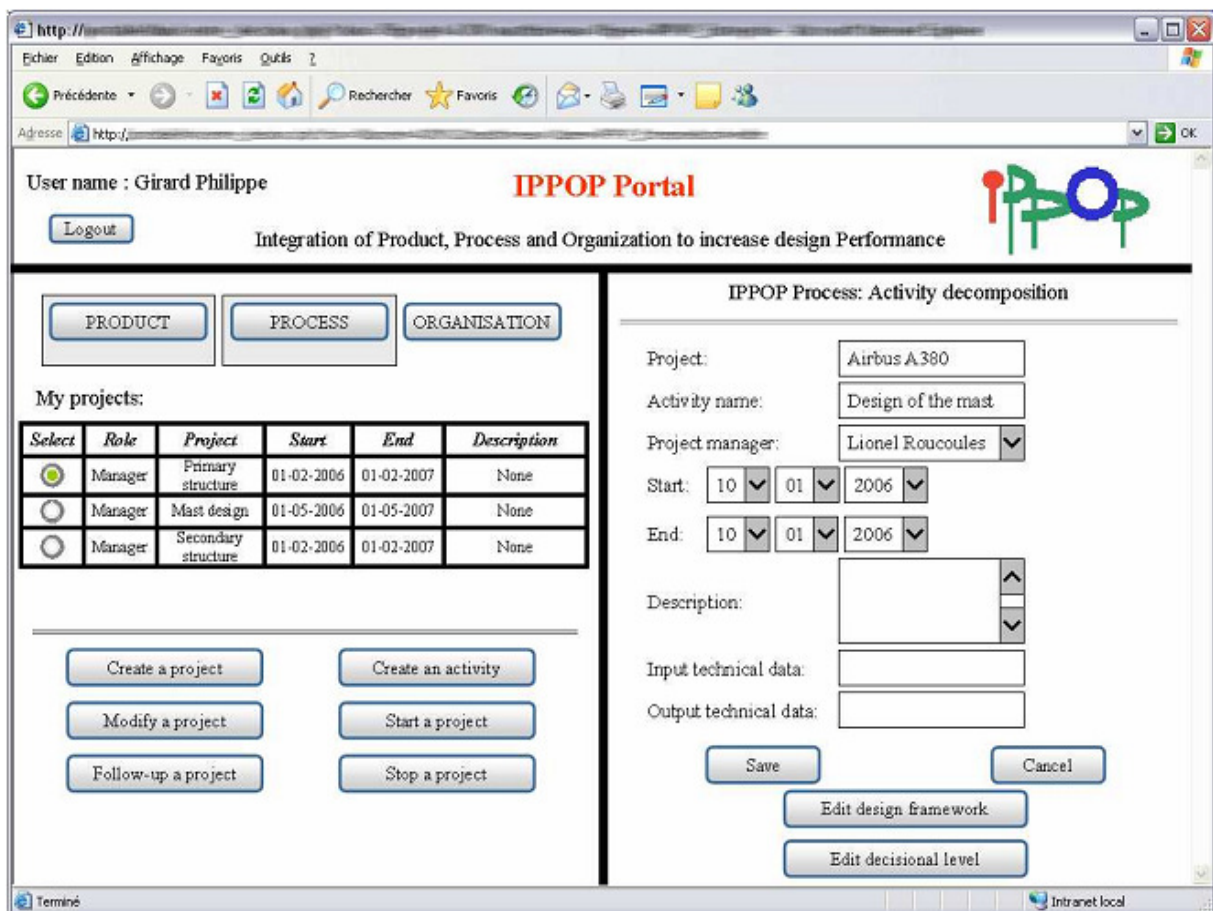 http://
Fichier Edition Affichage Favoris Outils ?
Précédente Rechercher Favoris
Adresse http:/, OK
User name : Girard Philippe
IPPOP Portal
IPPOP
Logout
Integration of Product, Process and Organization to increase design Performance
PRODUCT PROCESS ORGANISATION
My projects:
Select Role Project Start End Description
Manager Primary structure 01-02-2006 01-02-2007 None
Manager Mast design 01-05-2006 01-05-2007 None
Manager Secondary structure 01-02-2006 01-02-2007 None
Create a project Create an activity
Modify a project Start a project
Follow-up a project Stop a project
IPPOP Process: Activity decomposition
Project: Airbus A380
Activity name: Design of the mast
Project manager: Lionel Roucoules
Start: 10 01 2006
End: 10 01 2006
Description:
Input technical data:
Output technical data:
Save Cancel
Edit design framework
Edit decisional level
Terminé Intranet local